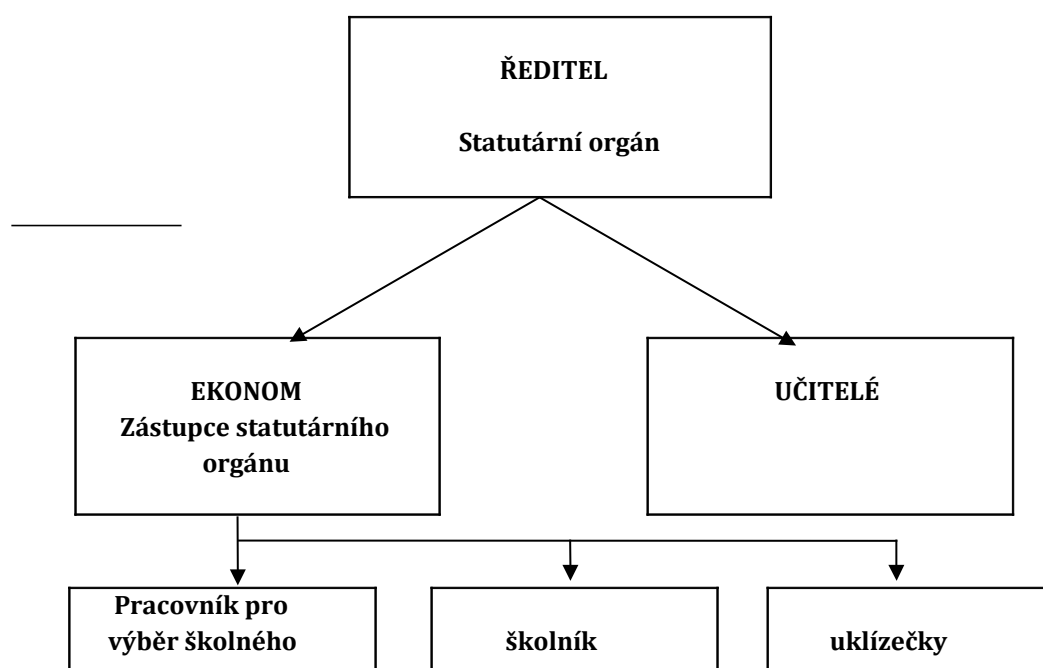 ŘEDITEL
Statutární orgán
EKONOM
Zástupce statutárního
orgánu
UČITELÉ
Pracovník pro
výběr školného
školník
uklízečky